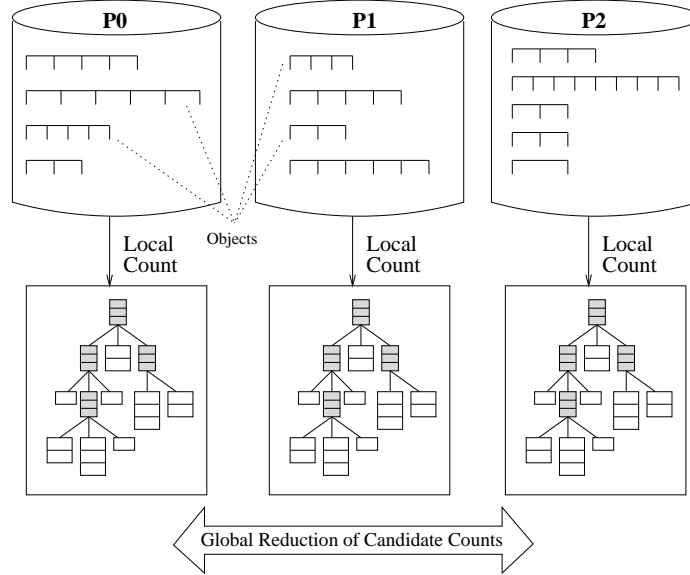 P0
P1
P2
Objects
Local
Count
Local
Count
Local
Count
Global Reduction of Candidate Counts